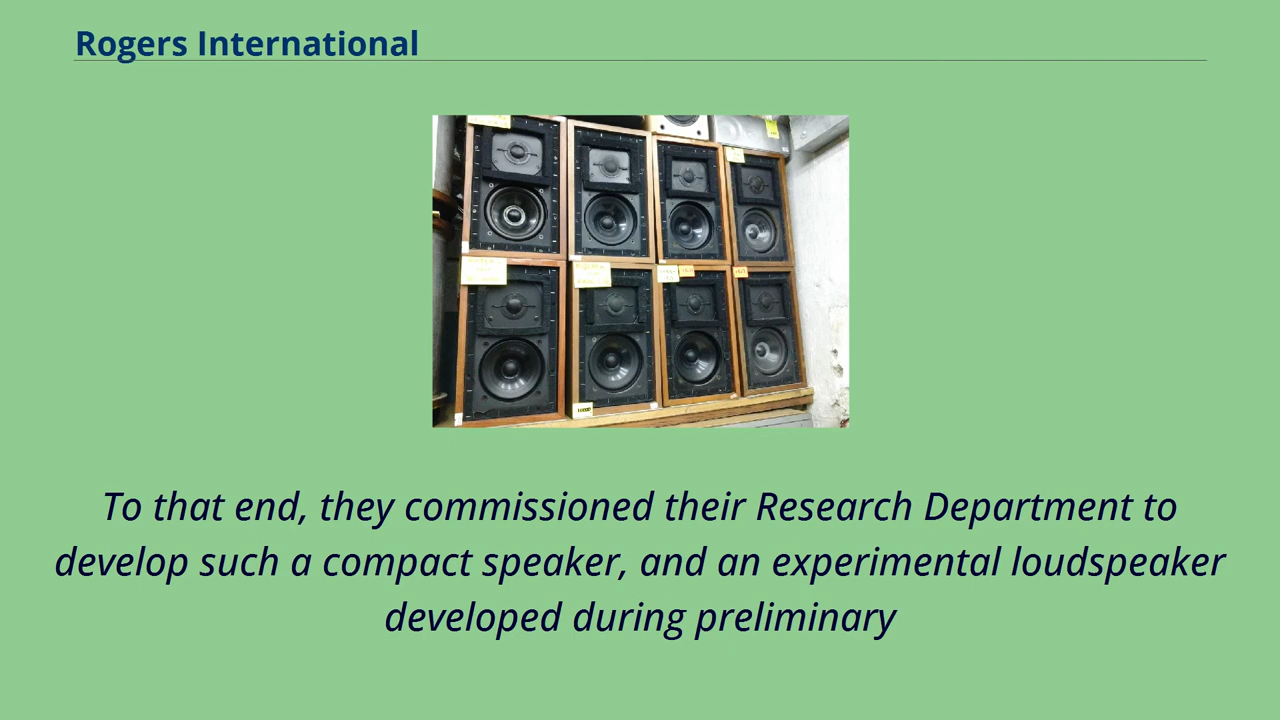 Rogers International
To that end, they commissioned their Research Department to
develop such a compact speaker, and an experimental loudspeaker
developed during preliminary